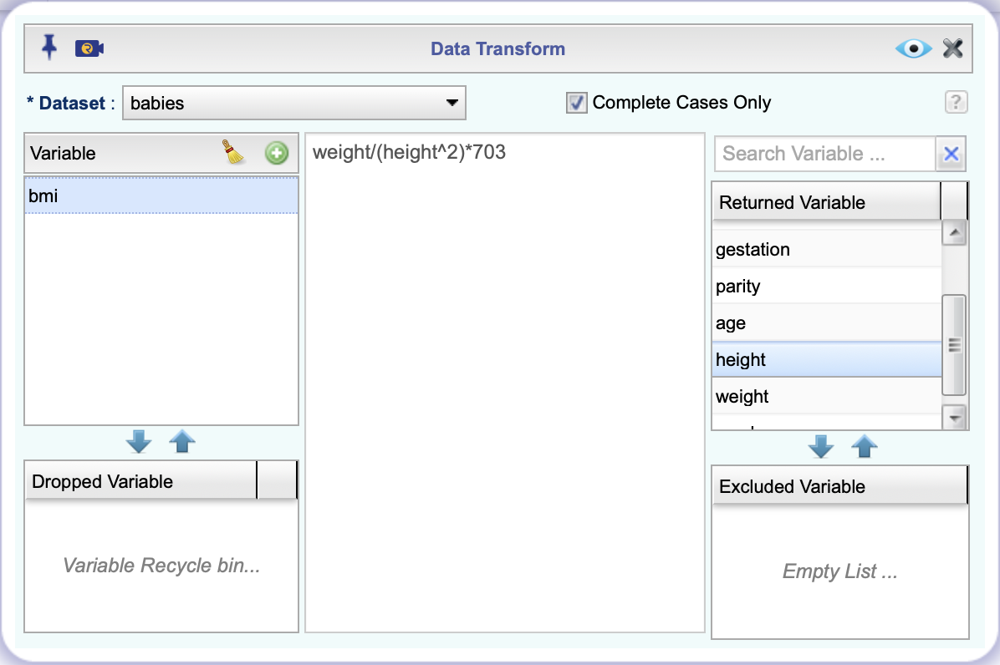 Data Transform
* Dataset : babies
Complete Cases Only
?
Variable
bmi
weight/(height^2)*703
Search Variable ...
Returned Variable
gestation
parity
age
height
weight
Dropped Variable
Variable Recycle bin...
Excluded Variable
Empty List ...